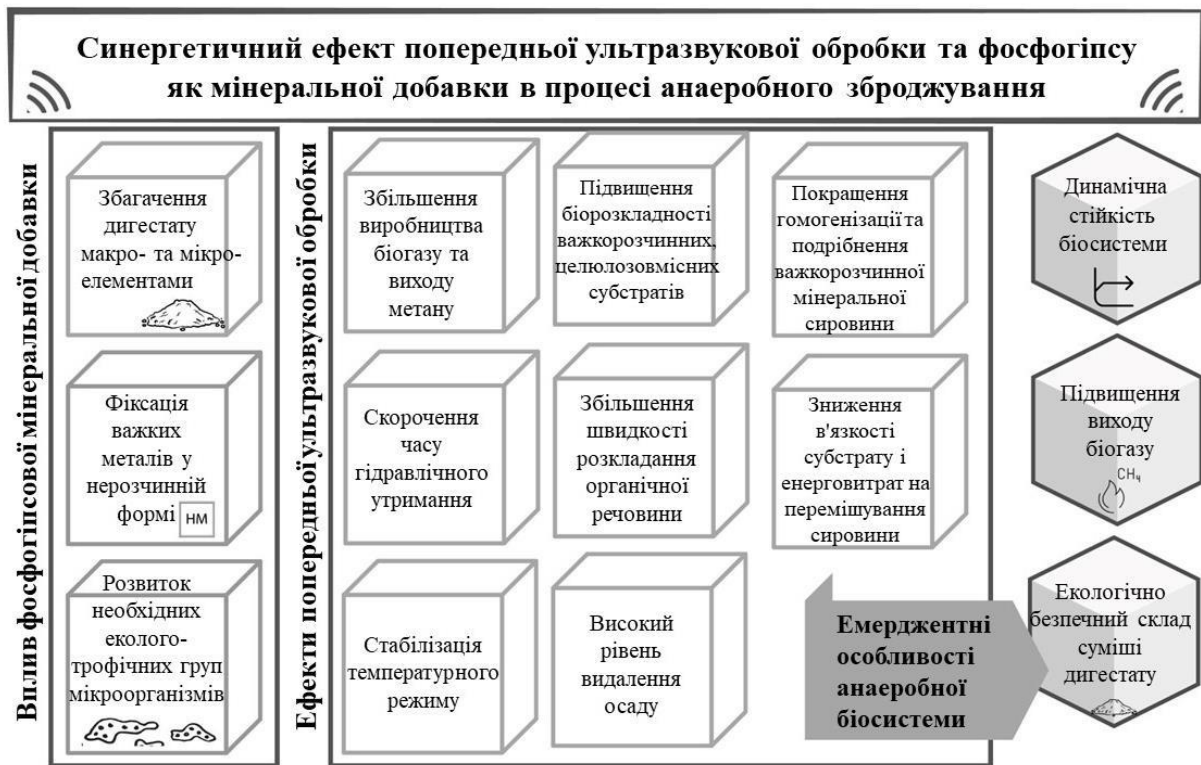 Синергетичний ефект попередньої ультразвукової обробки та фосфогіпсу
як мінеральної добавки в процесі анаеробного зброджування
Вплив фосфогіпсової мінеральної добавки
Збагачення
дигестату
макро- та мікро-
елементами
Фіксація
важких
металів у
нерозчинній
формі
HM
Розвиток
необхідних
еколого-
трофічних груп
мікроорганізмів
Ефекти попередньої ультразвукової обробки
Збільшення
виробництва
біогазу та
виходу
метану
Підвищення
біорозкладності
важкорозчинних,
целюлозовмісних
субстратів
Покращення
гомогенізації та
подрібнення
важкорозчинної
мінеральної
сировини
Скорочення
часу
гідравлічного
утримання
Збільшення
швидкості
розкладання
органічної
речовини
Зниження
в'язкості
субстрату і
енерговитрат на
перемішування
сировини
Стабілізація
температурного
режиму
Високий
рівень
видалення
осаду
Емерджентні
особливості
анаеробної
біосистеми
Динамічна
стійкість
біосистеми
Підвищення
виходу
біогазу
CH₄
Екологічно
безпечний склад
суміші
дигестату